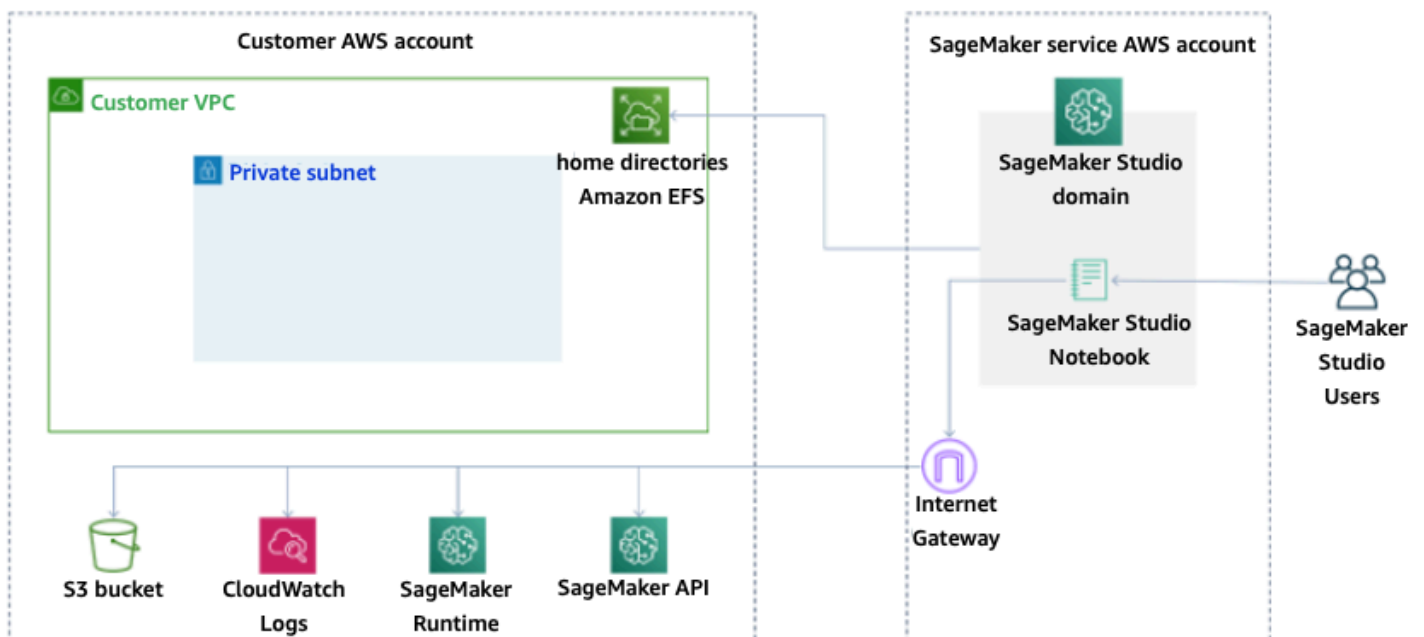 Customer AWS account
SageMaker service AWS account
Customer VPC
home directories
Amazon EFS
Private subnet
SageMaker Studio
domain
SageMaker Studio
Notebook
SageMaker
Studio
Users
Internet
Gateway
S3 bucket
CloudWatch
Logs
SageMaker
Runtime
SageMaker API